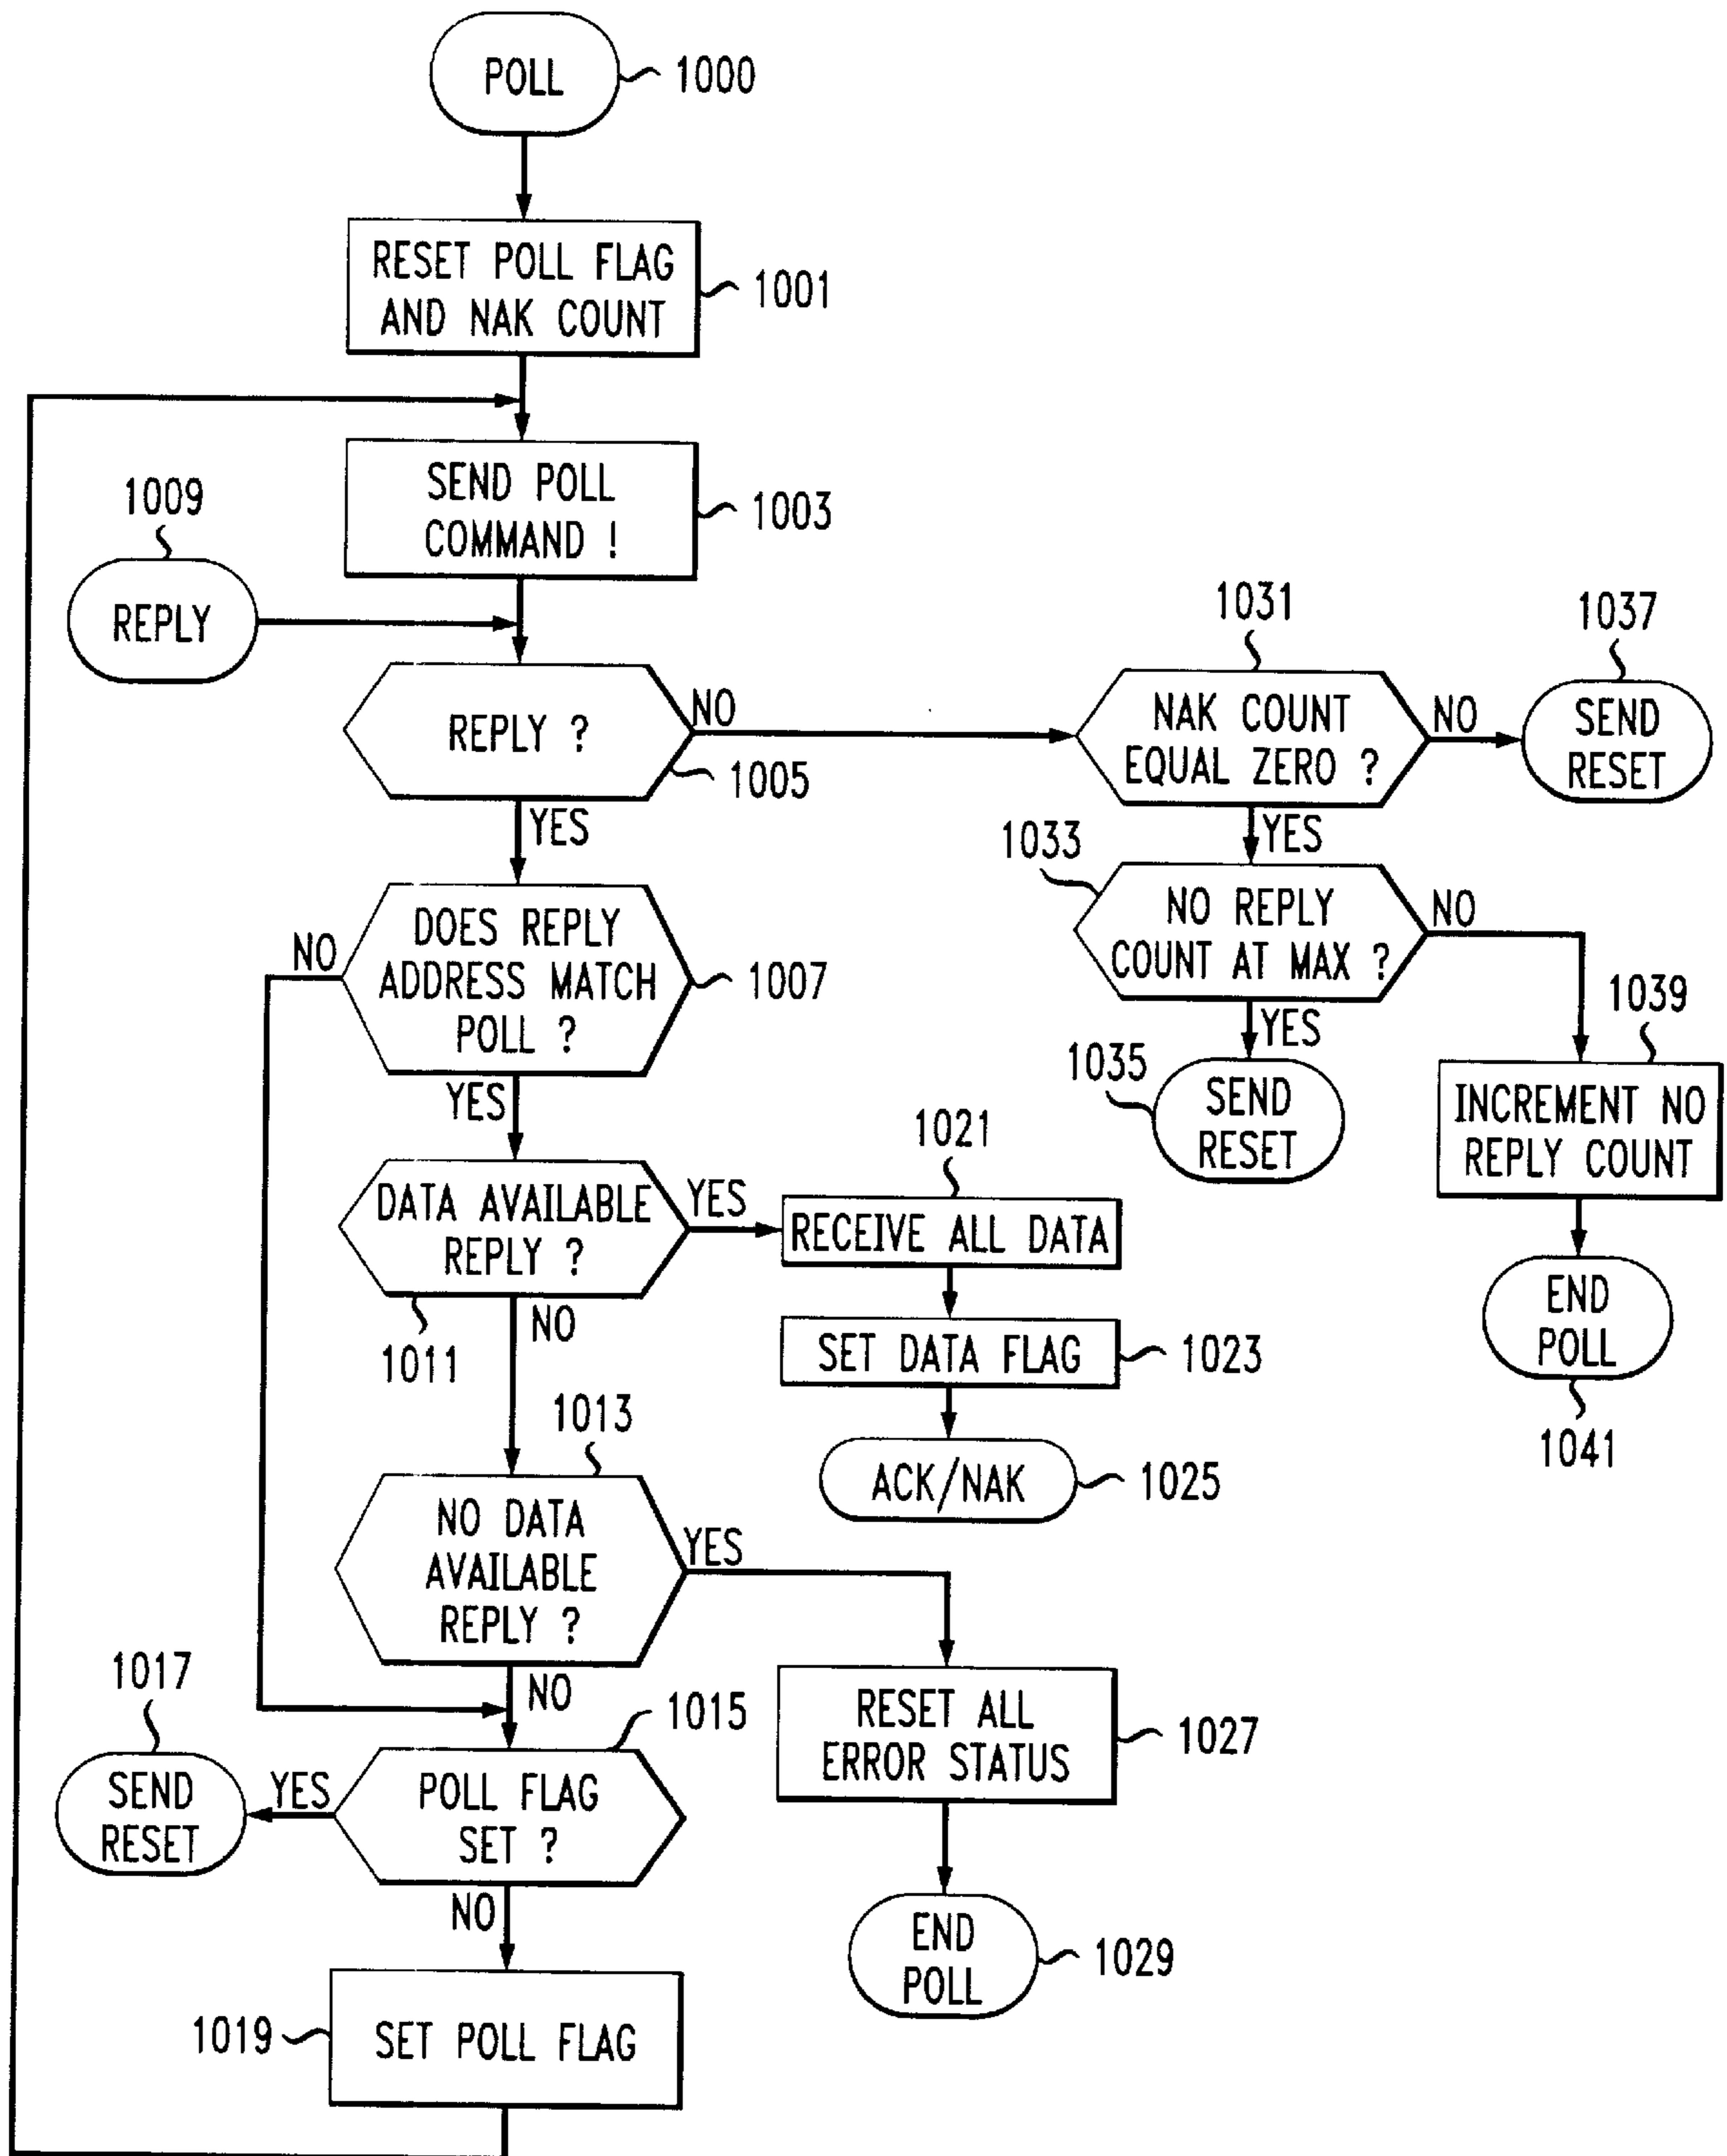 POLL
1000
RESET POLL FLAG
AND NAK COUNT
1001
SEND POLL
COMMAND !
1003
1009
REPLY
REPLY ?
1005
NO
YES
1031
NAK COUNT
EQUAL ZERO ?
NO
1037
SEND
RESET
YES
1033
NO REPLY
COUNT AT MAX ?
NO
YES
1035
SEND
RESET
1039
INCREMENT NO
REPLY COUNT
END
POLL
1041
DOES REPLY
ADDRESS MATCH
POLL ?
1007
NO
YES
DATA AVAILABLE
REPLY ?
1011
YES
NO
1021
RECEIVE ALL DATA
SET DATA FLAG
1023
ACK/NAK
1025
1013
NO DATA
AVAILABLE
REPLY ?
YES
NO
RESET ALL
ERROR STATUS
1027
END
POLL
1029
1015
POLL FLAG
SET ?
YES
1017
SEND
RESET
NO
1019
SET POLL FLAG